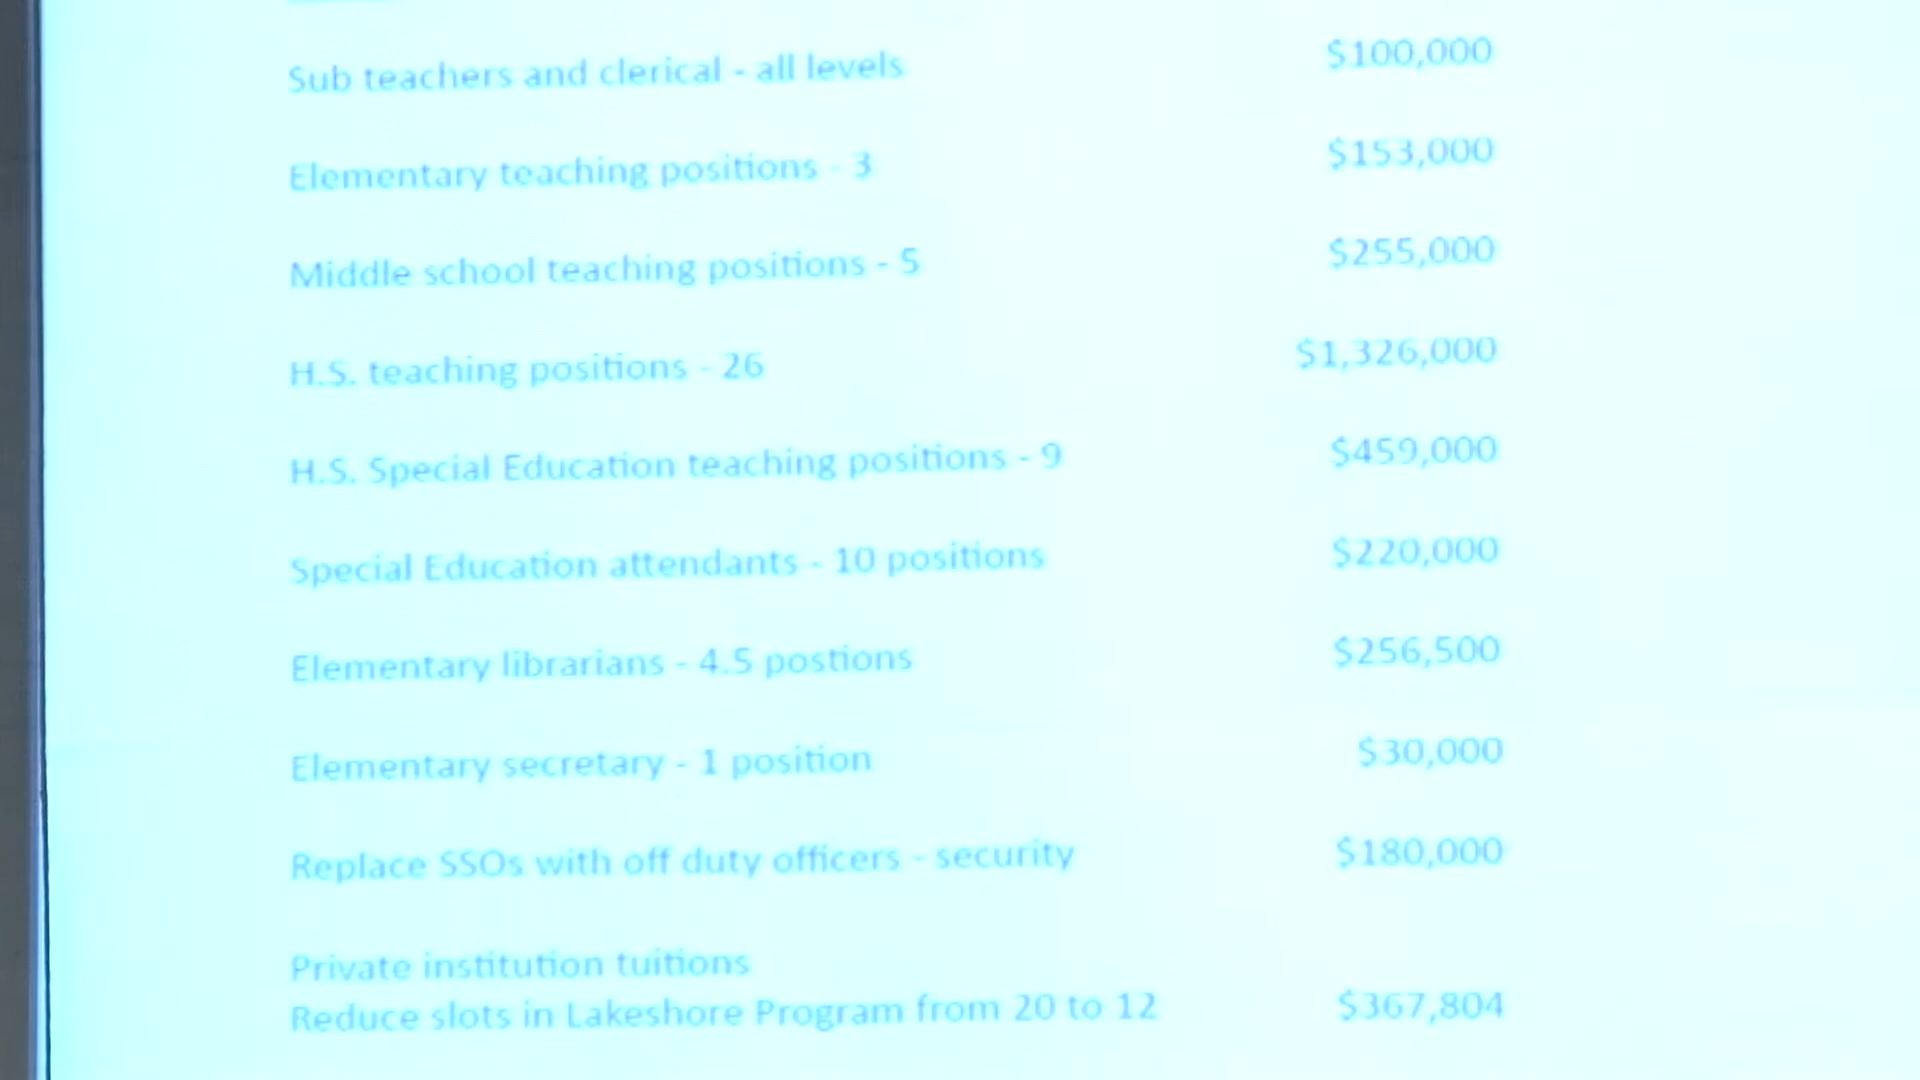 Sub teachers and clerical - all levels $100,000
Elementary teaching positions - 3 $153,000
Middle school teaching positions - 5 $255,000
H.S. teaching positions - 26 $1,326,000
H.S. Special Education teaching positions - 9 $459,000
Special Education attendants - 10 positions $220,000
Elementary librarians - 4.5 postions $256,500
Elementary secretary - 1 position $30,000
Replace SSOs with off duty officers - security $180,000
Private institution tuitions
Reduce slots in Lakeshore Program from 20 to 12 $367,804